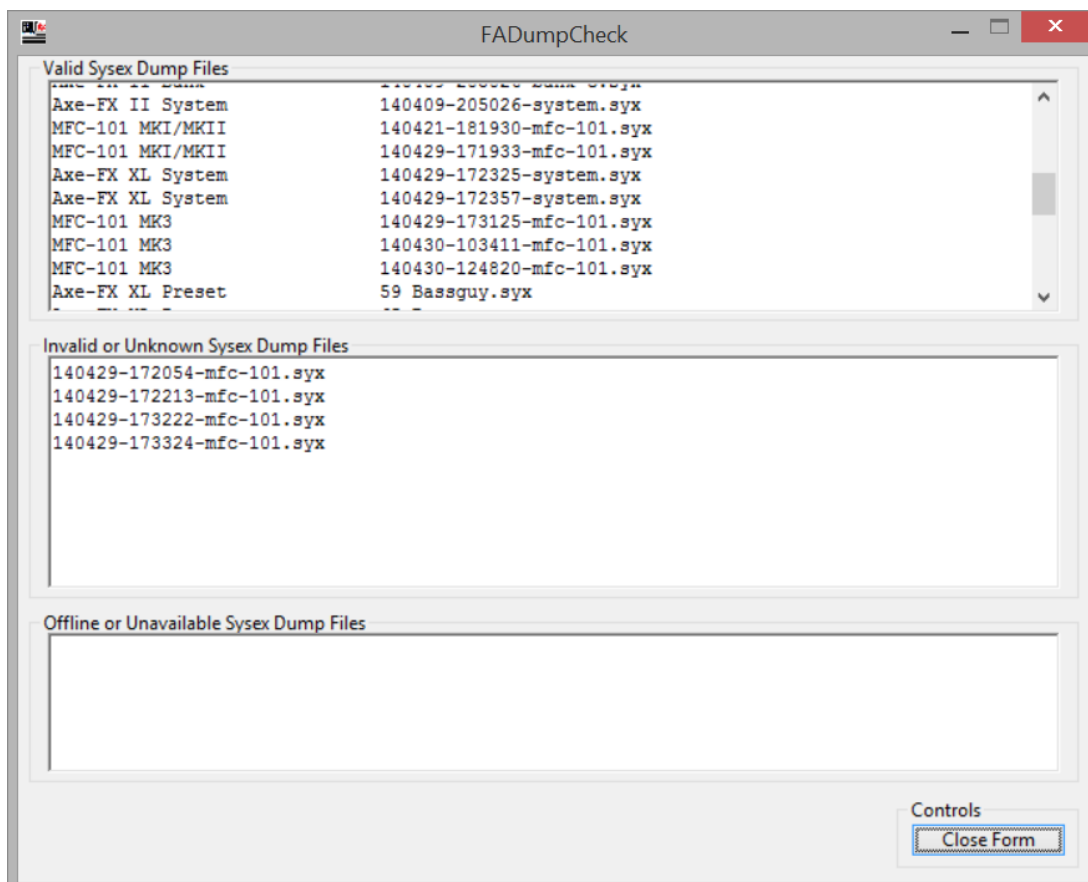 FADumpCheck
Valid Sysex Dump Files
Axe-FX II System 140409-205026-system.syx
MFC-101 MKI/MKII 140421-181930-mfc-101.syx
MFC-101 MKI/MKII 140429-171933-mfc-101.syx
Axe-FX XL System 140429-172325-system.syx
Axe-FX XL System 140429-172357-system.syx
MFC-101 MK3 140429-173125-mfc-101.syx
MFC-101 MK3 140430-103411-mfc-101.syx
MFC-101 MK3 140430-124820-mfc-101.syx
Axe-FX XL Preset 59 Bassguy.syx
Invalid or Unknown Sysex Dump Files
140429-172054-mfc-101.syx
140429-172213-mfc-101.syx
140429-173222-mfc-101.syx
140429-173324-mfc-101.syx
Offline or Unavailable Sysex Dump Files
Controls
Close Form